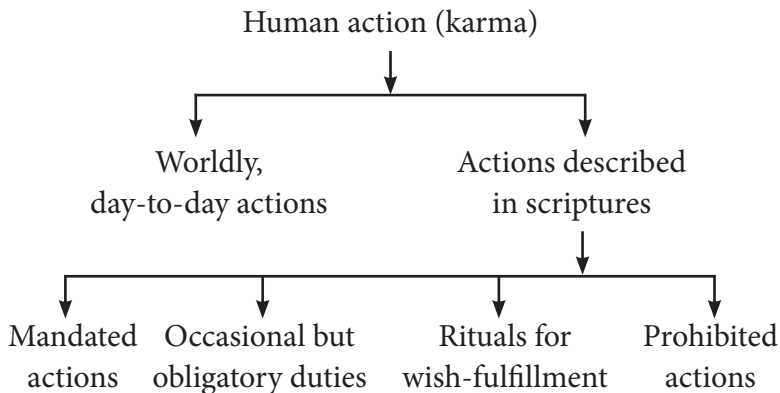 Human action (karma)
Worldly,
day-to-day actions
Actions described
in scriptures
Mandated
actions
Occasional but
obligatory duties
Rituals for
wish-fulfillment
Prohibited
actions